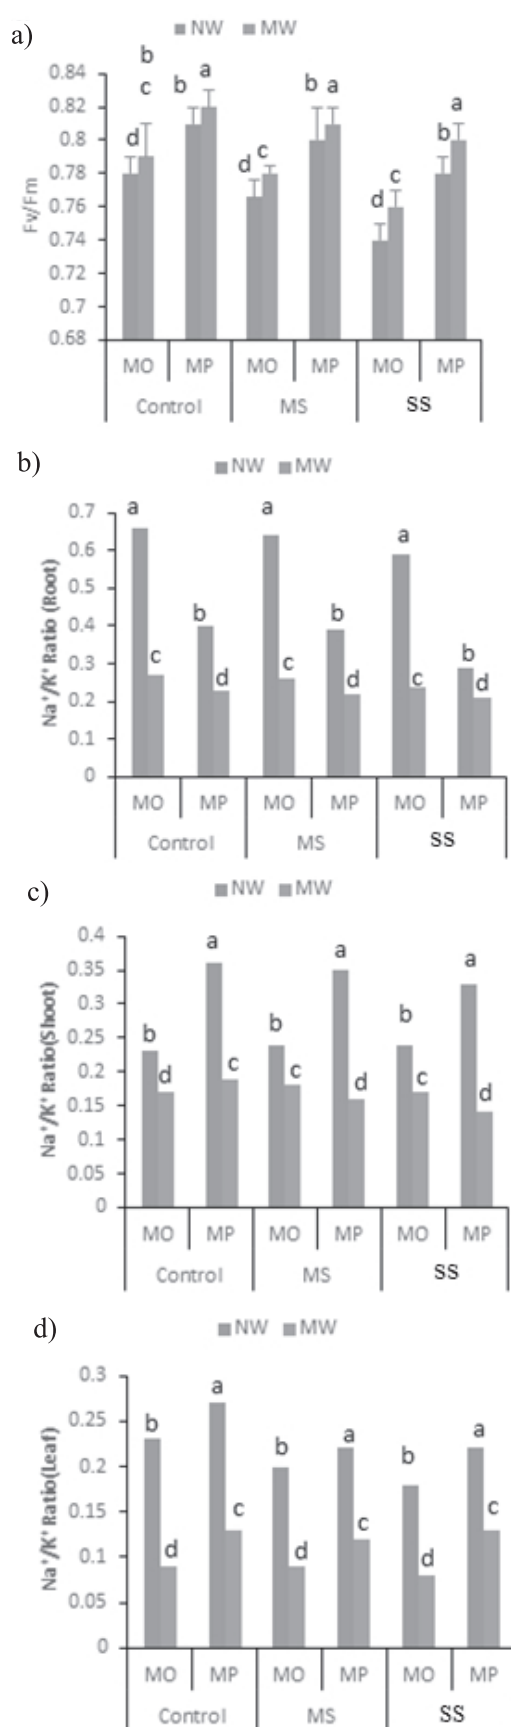 a)
NW MW
Fv/Fm
0.84
0.82
0.8
0.78
0.76
0.74
0.72
0.7
0.68
d b c b a d c b a d c b a
MO MP MO MP MO MP
Control MS SS
b)
NW MW
Na⁺/K⁺ Ratio (Root)
0.7
0.6
0.5
0.4
0.3
0.2
0.1
0
a c b d a c b d a c b d
MO MP MO MP MO MP
Control MS SS
c)
NW MW
Na⁺/K⁺ Ratio(Shoot)
0.4
0.35
0.3
0.25
0.2
0.15
0.1
0.05
0
b d a c b c a d b c a d
MO MP MO MP MO MP
Control MS SS
d)
NW MW
Na⁺/K⁺ Ratio(Leaf)
0.3
0.25
0.2
0.15
0.1
0.05
0
b d a c b d a c b d a c
MO MP MO MP MO MP
Control MS SS